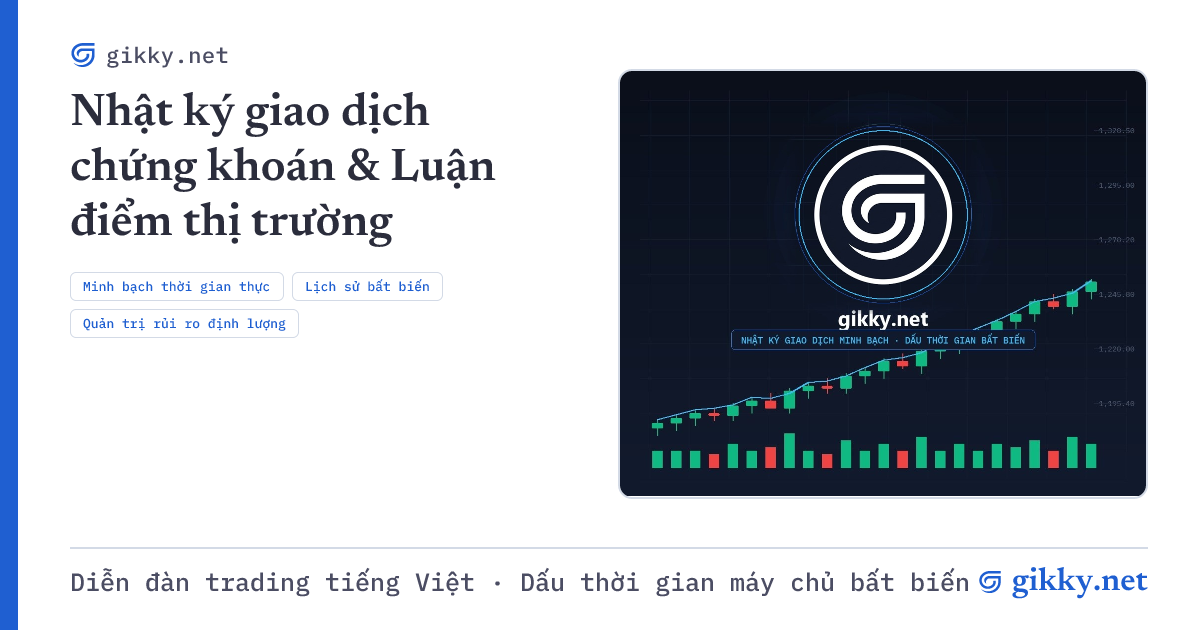 gikky.net
Nhật ký giao dịch
chứng khoán & Luận
điểm thị trường
Minh bạch thời gian thực
Lịch sử bất biến
Quản trị rủi ro định lượng
1,320.50
1,295.00
1,270.20
1,245.00
gikky.net
NHẬT KÝ GIAO DỊCH MINH BẠCH · DẤU THỜI GIAN BẤT BIẾN
1,220.00
1,195.40
Diễn đàn trading tiếng Việt · Dấu thời gian máy chủ bất biến
gikky.net